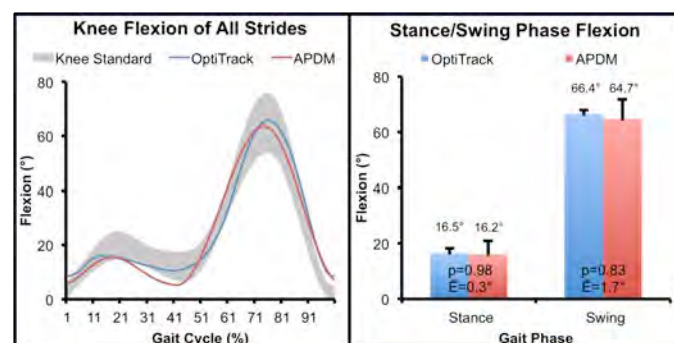 Knee Flexion of All Strides
Knee Standard OptiTrack APDM
80
60
40
20
0
Flexion (°)
1 11 21 31 41 51 61 71 81 91
Gait Cycle (%)
Stance/Swing Phase Flexion
OptiTrack APDM
66.4° 64.7°
80
60
40
20
0
Flexion (°)
16.5° 16.2°
p=0.98
E=0.3°
p=0.83
E=1.7°
Stance Swing
Gait Phase